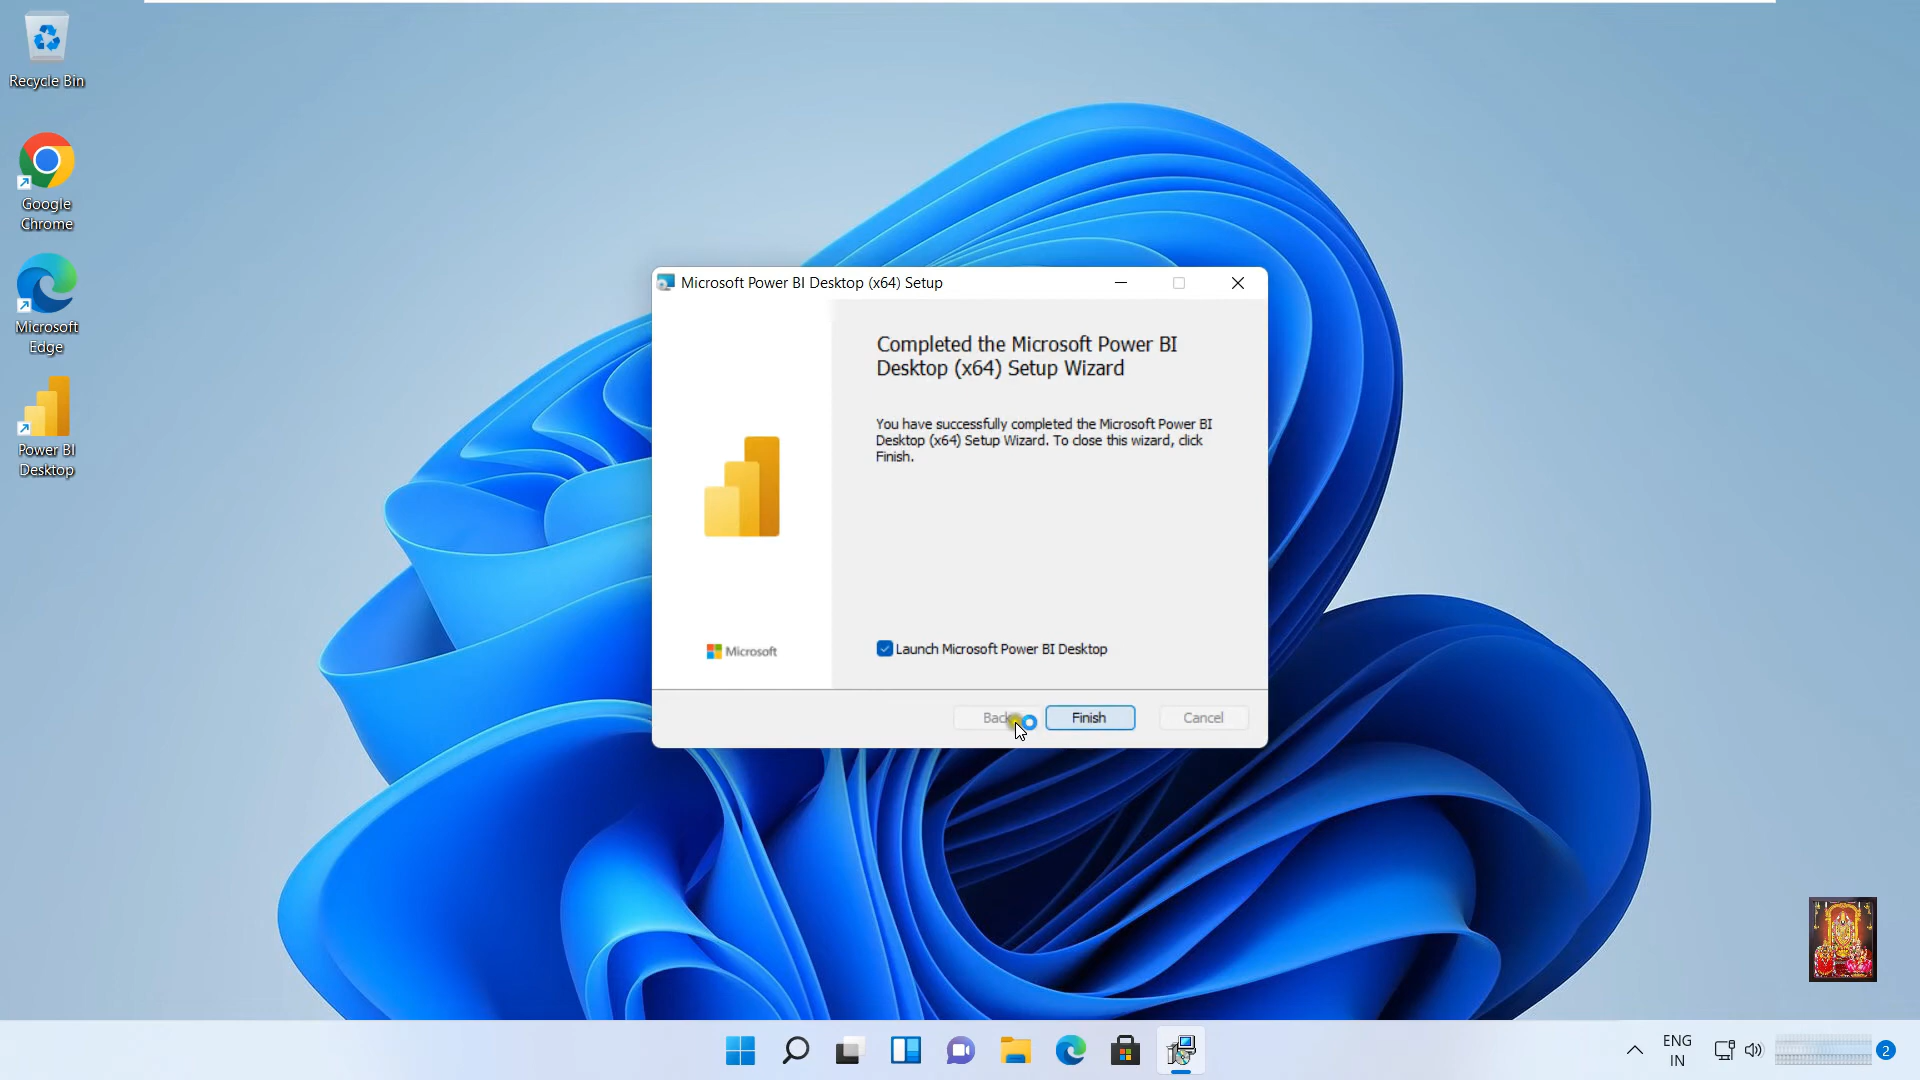 Recycle Bin
Google
Chrome
Microsoft
Edge
Power BI
Desktop
Microsoft Power BI Desktop (x64) Setup
Completed the Microsoft Power BI
Desktop (x64) Setup Wizard
You have successfully completed the Microsoft Power BI
Desktop (x64) Setup Wizard. To close this wizard, click
Finish.
Microsoft
Launch Microsoft Power BI Desktop
Back
Finish
Cancel
ENG
IN
2